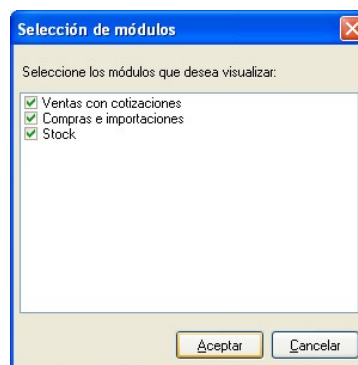 Selección de módulos
Seleccione los módulos que desea visualizar:
Ventas con cotizaciones
Compras e importaciones
Stock
Aceptar
Cancelar